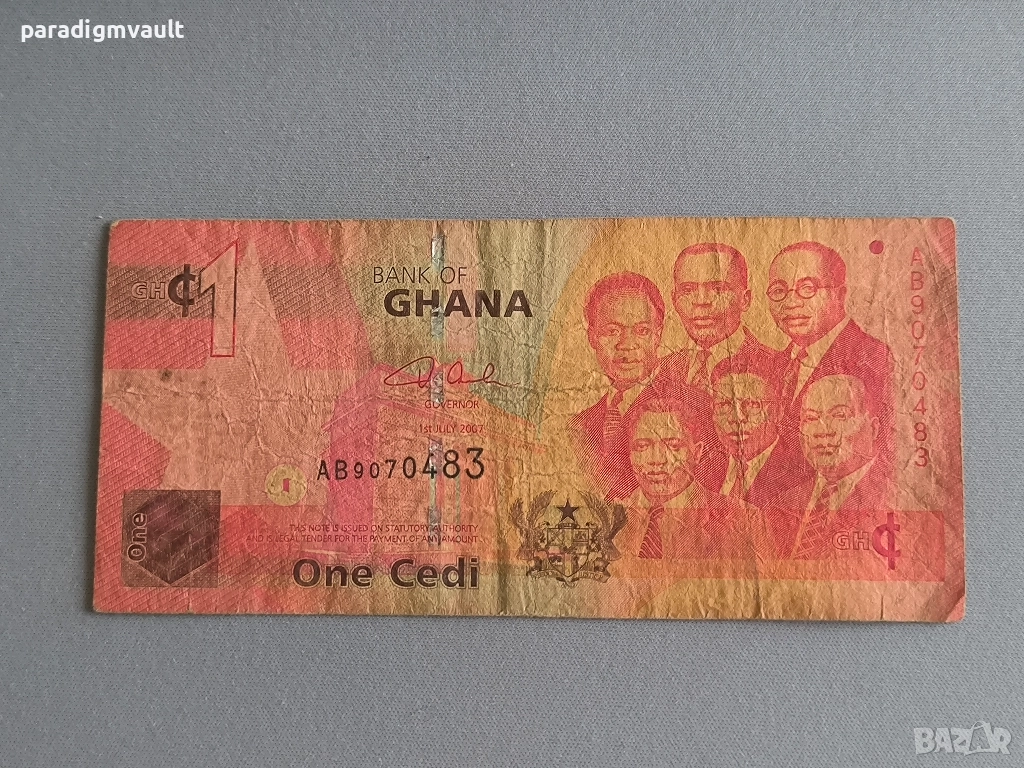 paradigmvault
GH₵1
BANK OF
GHANA
GOVERNOR
1st JULY 2007
AB9070483
AB9070483
THIS NOTE IS ISSUED ON STATUTORY AUTHORITY
AND IS LEGAL TENDER FOR THE PAYMENT OF ANY AMOUNT
One
One Cedi
GH₵
BAZAR